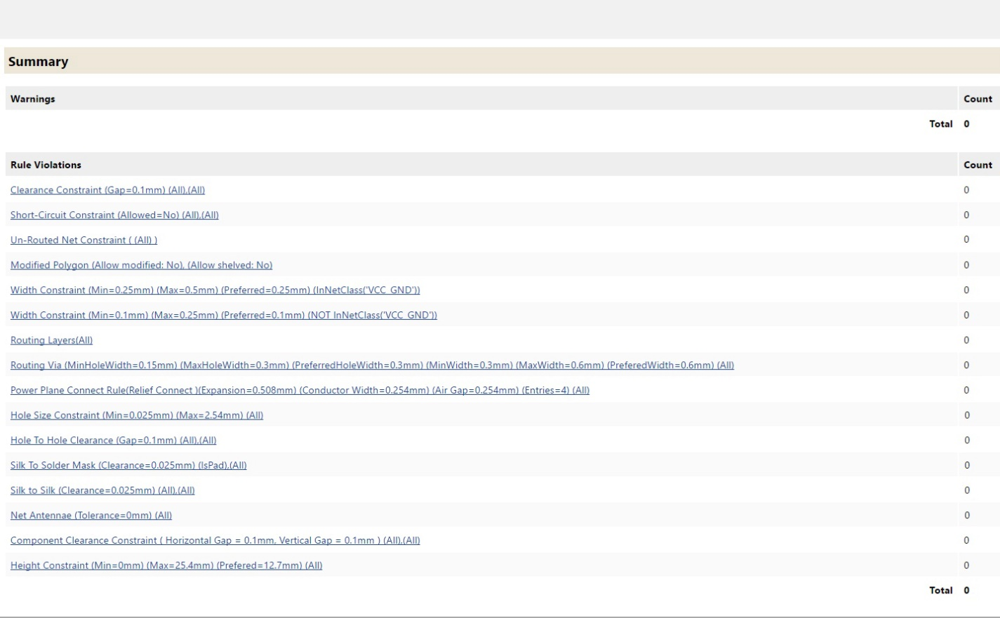 Summary
Warnings Count
Total 0
Rule Violations Count
Clearance Constraint (Gap=0.1mm) (All),(All) 0
Short-Circuit Constraint (Allowed=No) (All),(All) 0
Un-Routed Net Constraint ( (All) ) 0
Modified Polygon (Allow modified: No), (Allow shelved: No) 0
Width Constraint (Min=0.25mm) (Max=0.5mm) (Preferred=0.25mm) (InNetClass('VCC_GND')) 0
Width Constraint (Min=0.1mm) (Max=0.25mm) (Preferred=0.1mm) (NOT InNetClass('VCC_GND')) 0
Routing Layers(All) 0
Routing Via (MinHoleWidth=0.15mm) (MaxHoleWidth=0.3mm) (PreferredHoleWidth=0.3mm) (MinWidth=0.3mm) (MaxWidth=0.6mm) (PreferedWidth=0.6mm) (All) 0
Power Plane Connect Rule(Relief Connect )(Expansion=0.508mm) (Conductor Width=0.254mm) (Air Gap=0.254mm) (Entries=4) (All) 0
Hole Size Constraint (Min=0.025mm) (Max=2.54mm) (All) 0
Hole To Hole Clearance (Gap=0.1mm) (All),(All) 0
Silk To Solder Mask (Clearance=0.025mm) (IsPad),(All) 0
Silk to Silk (Clearance=0.025mm) (All),(All) 0
Net Antennae (Tolerance=0mm) (All) 0
Component Clearance Constraint ( Horizontal Gap = 0.1mm, Vertical Gap = 0.1mm ) (All),(All) 0
Height Constraint (Min=0mm) (Max=25.4mm) (Prefered=12.7mm) (All) 0
Total 0